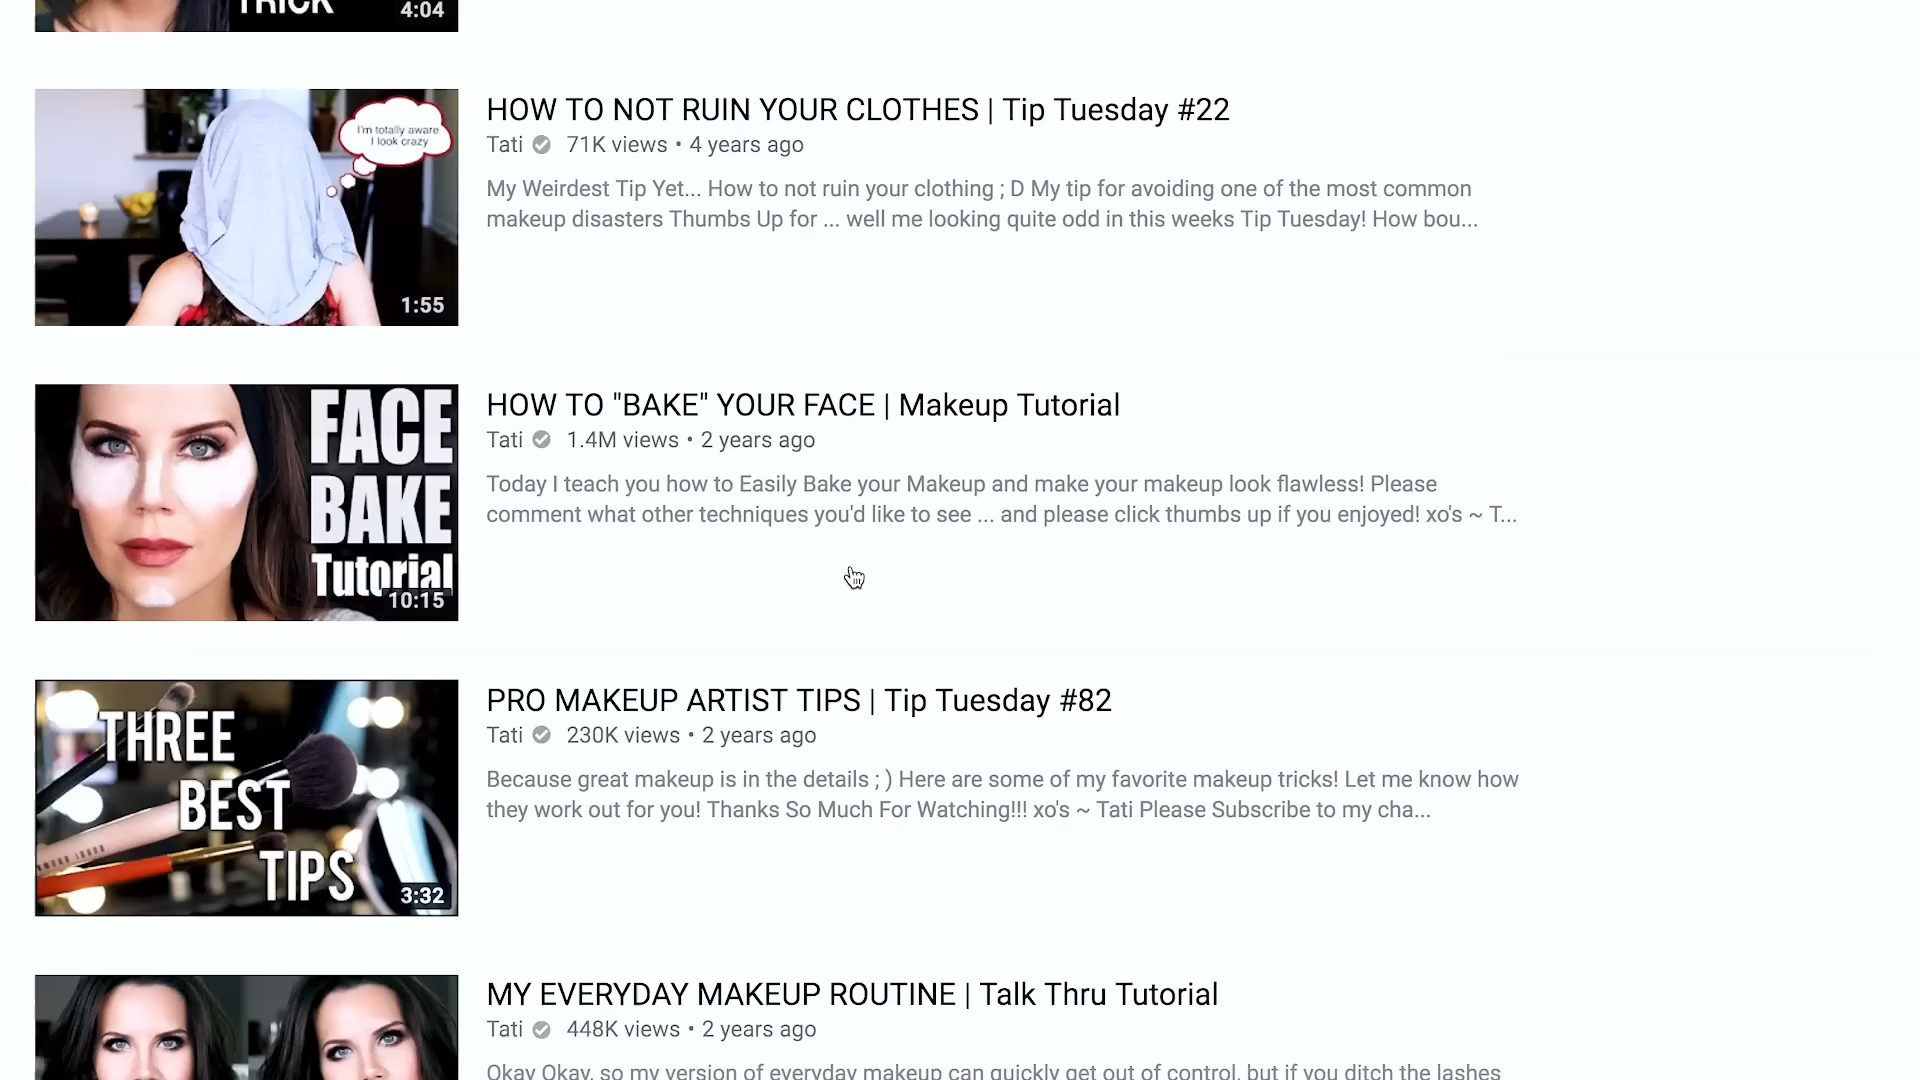 TRICK
4:04
I'm totally aware
I look crazy
1:55
HOW TO NOT RUIN YOUR CLOTHES | Tip Tuesday #22
Tati 71K views • 4 years ago
My Weirdest Tip Yet... How to not ruin your clothing ; D My tip for avoiding one of the most common
makeup disasters Thumbs Up for ... well me looking quite odd in this weeks Tip Tuesday! How bou...
FACE
BAKE
Tutorial
10:15
HOW TO "BAKE" YOUR FACE | Makeup Tutorial
Tati 1.4M views • 2 years ago
Today I teach you how to Easily Bake your Makeup and make your makeup look flawless! Please
comment what other techniques you'd like to see ... and please click thumbs up if you enjoyed! xo's ~ T...
THREE
BEST
TIPS
3:32
PRO MAKEUP ARTIST TIPS | Tip Tuesday #82
Tati 230K views • 2 years ago
Because great makeup is in the details ; ) Here are some of my favorite makeup tricks! Let me know how
they work out for you! Thanks So Much For Watching!!! xo's ~ Tati Please Subscribe to my cha...
MY EVERYDAY MAKEUP ROUTINE | Talk Thru Tutorial
Tati 448K views • 2 years ago
Okay Okay, so my version of everyday makeup can quickly get out of control, but if you ditch the lashes